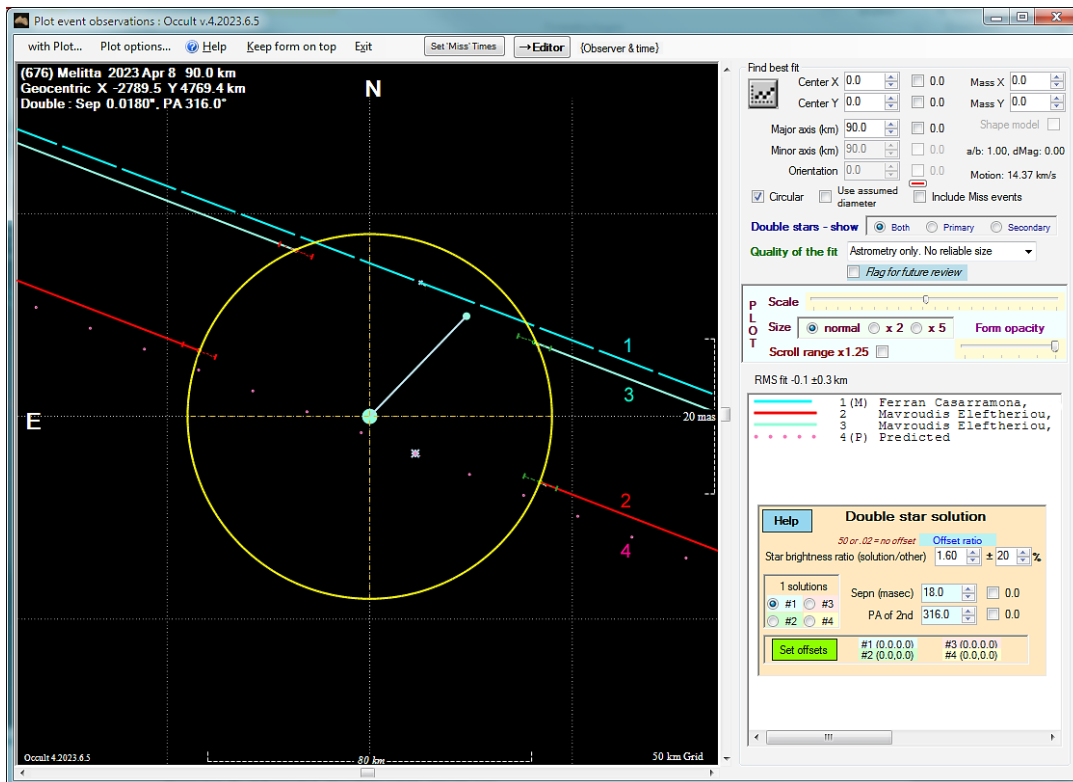 Plot event observations : Occult v.4.2023.6.5
with Plot... Plot options... Help Keep form on top Exit Set 'Miss' Times →Editor {Observer & time}
(676) Melitta 2023 Apr 8 90.0 km
Geocentric X -2789.5 Y 4769.4 km
Double : Sep 0.0180", PA 316.0°
N
E
1
3
2
4
20 mas
80 km
Occult 4.2023.6.5
50 km Grid
Find best fit
Center X 0.0 0.0 Mass X 0.0
Center Y 0.0 0.0 Mass Y 0.0
Major axis (km) 90.0 0.0 Shape model
Minor axis (km) 90.0 0.0 a/b: 1.00, dMag: 0.00
Orientation 0.0 0.0 Motion: 14.37 km/s
Circular Use assumed diameter Include Miss events
Double stars - show Both Primary Secondary
Quality of the fit Astrometry only. No reliable size
Flag for future review
PLOT
Scale
Size normal x 2 x 5 Form opacity
Scroll range x1.25
RMS fit -0.1 ±0.3 km
1(M) Ferran Casarramona,
2 Mavroudis Eleftheriou,
3 Mavroudis Eleftheriou,
4(P) Predicted
Help Double star solution
50 or .02 = no offset Offset ratio
Star brightness ratio (solution/other) 1.60 ± 20 %
1 solutions
#1 #3
#2 #4
Sepn (masec) 18.0 0.0
PA of 2nd 316.0 0.0
Set offsets
#1 (0.0,0.0) #3 (0.0,0.0)
#2 (0.0,0.0) #4 (0.0,0.0)